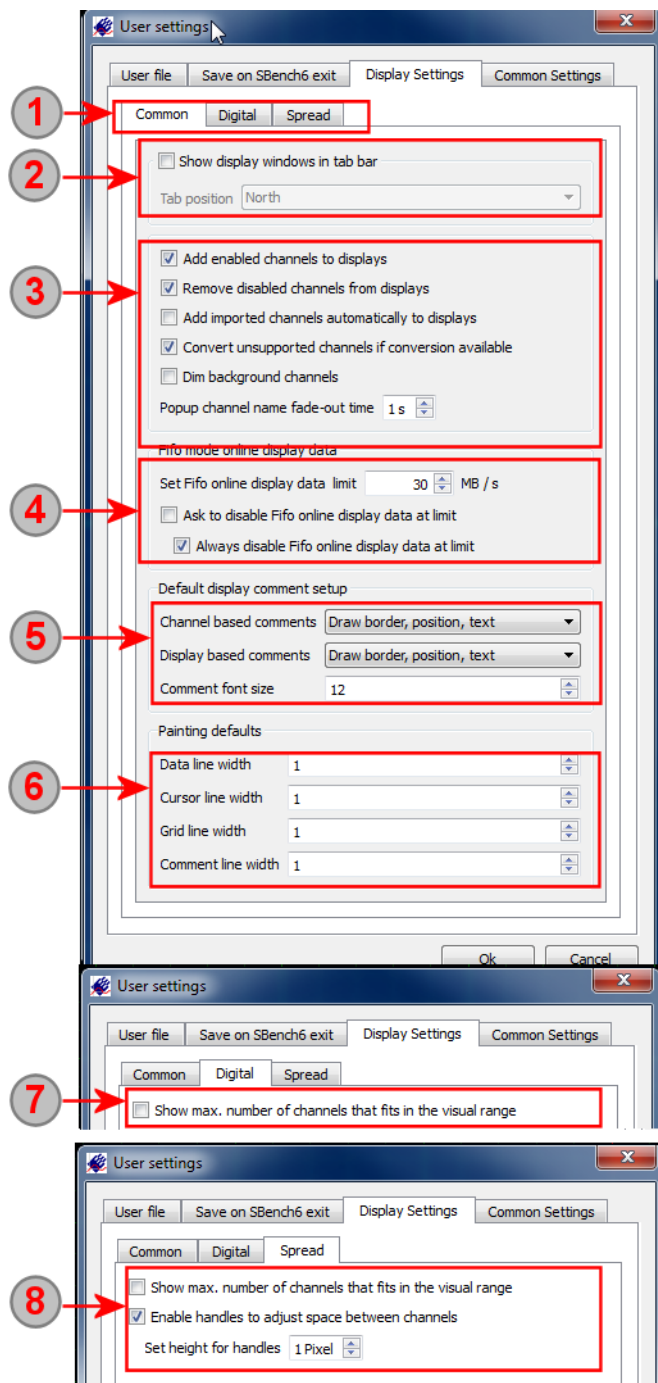 User settings
User file Save on SBench6 exit Display Settings Common Settings
1
Common Digital Spread
2
Show display windows in tab bar
Tab position North
3
Add enabled channels to displays
Remove disabled channels from displays
Add imported channels automatically to displays
Convert unsupported channels if conversion available
Dim background channels
Popup channel name fade-out time 1 s
Fifo mode online display data
4
Set Fifo online display data limit 30 MB / s
Ask to disable Fifo online display data at limit
Always disable Fifo online display data at limit
Default display comment setup
5
Channel based comments Draw border, position, text
Display based comments Draw border, position, text
Comment font size 12
Painting defaults
6
Data line width 1
Cursor line width 1
Grid line width 1
Comment line width 1
Ok Cancel
User settings
User file Save on SBench6 exit Display Settings Common Settings
Common Digital Spread
7
Show max. number of channels that fits in the visual range
User settings
User file Save on SBench6 exit Display Settings Common Settings
Common Digital Spread
8
Show max. number of channels that fits in the visual range
Enable handles to adjust space between channels
Set height for handles 1 Pixel